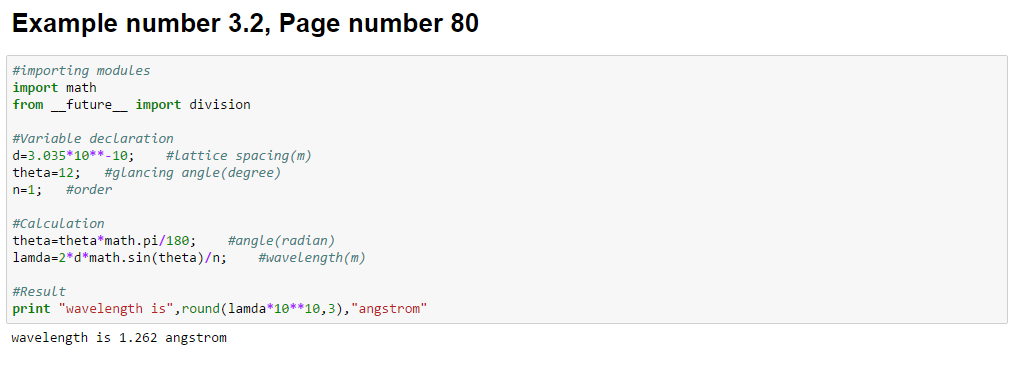 Example number 3.2, Page number 80
#importing modules
import math
from __future__ import division
#Variable declaration
d=3.035*10**-10;    #lattice spacing(m)
theta=12;   #glancing angle(degree)
n=1;   #order
#Calculation
theta=theta*math.pi/180;    #angle(radian)
lamda=2*d*math.sin(theta)/n;    #wavelength(m)
#Result
print "wavelength is",round(lamda*10**10,3),"angstrom"
wavelength is 1.262 angstrom